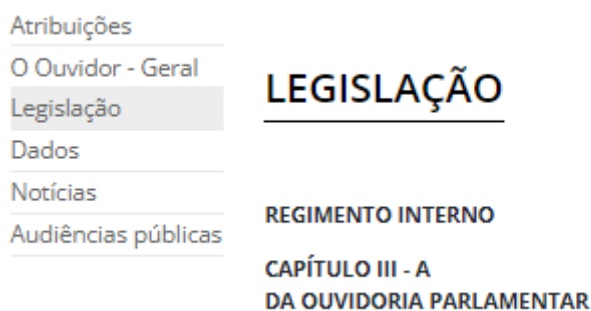 Atribuições
O Ouvidor - Geral
Legislação
Dados
Notícias
Audiências públicas
LEGISLAÇÃO
REGIMENTO INTERNO
CAPÍTULO III - A
DA OUVIDORIA PARLAMENTAR